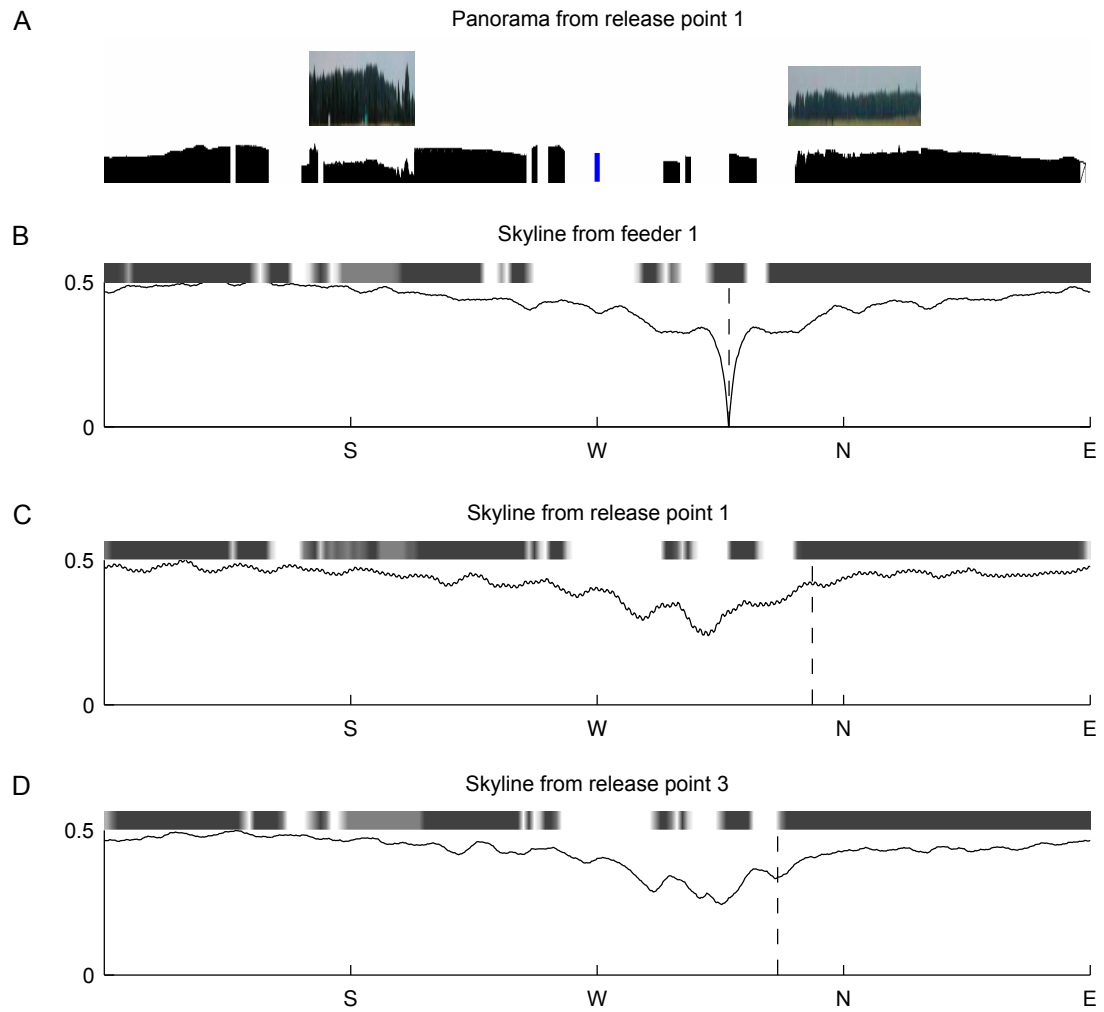 A
Panorama from release point 1
B
Skyline from feeder 1
0.5
0
S W N E
C
Skyline from release point 1
0.5
0
S W N E
D
Skyline from release point 3
0.5
0
S W N E